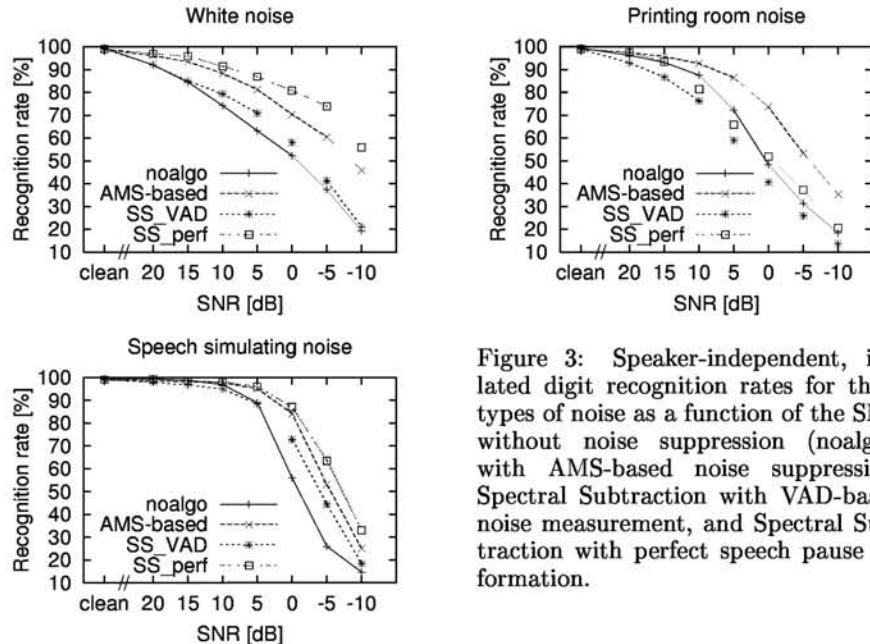 White noise
Recognition rate [%]
100
90
80
70
60
50
40
30
20
10
noalgo
AMS-based
SS_VAD
SS_perf
clean 20 15 10 5 0 -5 -10
SNR [dB]
Printing room noise
Recognition rate [%]
100
90
80
70
60
50
40
30
20
10
noalgo
AMS-based
SS_VAD
SS_perf
clean 20 15 10 5 0 -5 -10
SNR [dB]
Speech simulating noise
Recognition rate [%]
100
90
80
70
60
50
40
30
20
10
noalgo
AMS-based
SS_VAD
SS_perf
clean 20 15 10 5 0 -5 -10
SNR [dB]
Figure 3: Speaker-independent, i
lated digit recognition rates for th
types of noise as a function of the
without noise suppression (noalg
with AMS-based noise suppressi
Spectral Subtraction with VAD-bas
noise measurement, and Spectral Su
traction with perfect speech pause
formation.